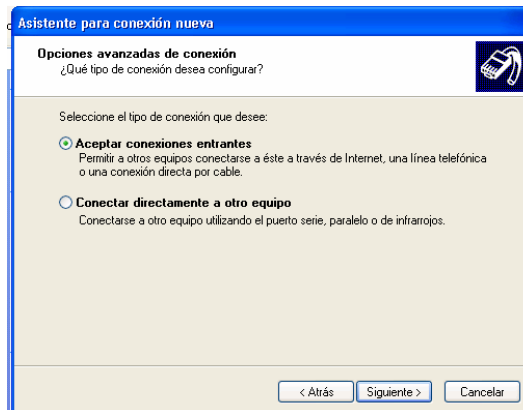 Asistente para conexión nueva
Opciones avanzadas de conexión
¿Qué tipo de conexión desea configurar?
Seleccione el tipo de conexión que desee:
Aceptar conexiones entrantes
Permitir a otros equipos conectarse a éste a través de Internet, una línea telefónica
o una conexión directa por cable.
Conectar directamente a otro equipo
Conectarse a otro equipo utilizando el puerto serie, paralelo o de infrarrojos.
< Atrás Siguiente > Cancelar